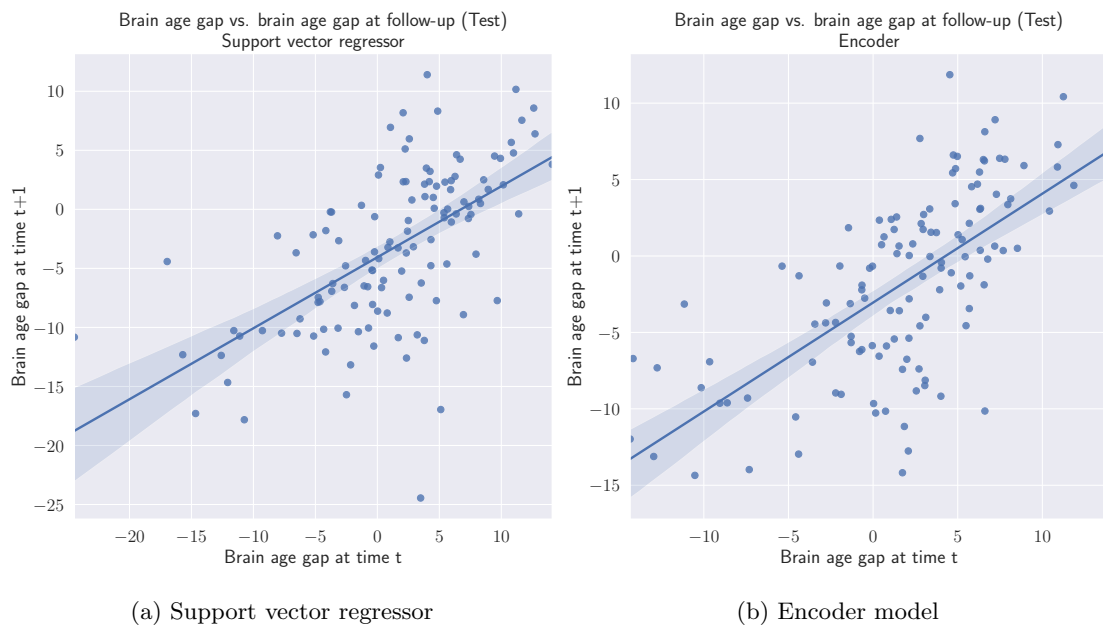 Brain age gap vs. brain age gap at follow-up (Test)
Support vector regressor
10
5
0
−5
−10
−15
−20
−25
Brain age gap at time t+1
−20 −15 −10 −5 0 5 10
Brain age gap at time t
(a) Support vector regressor
Brain age gap vs. brain age gap at follow-up (Test)
Encoder
10
5
0
−5
−10
−15
Brain age gap at time t+1
−10 −5 0 5 10
Brain age gap at time t
(b) Encoder model